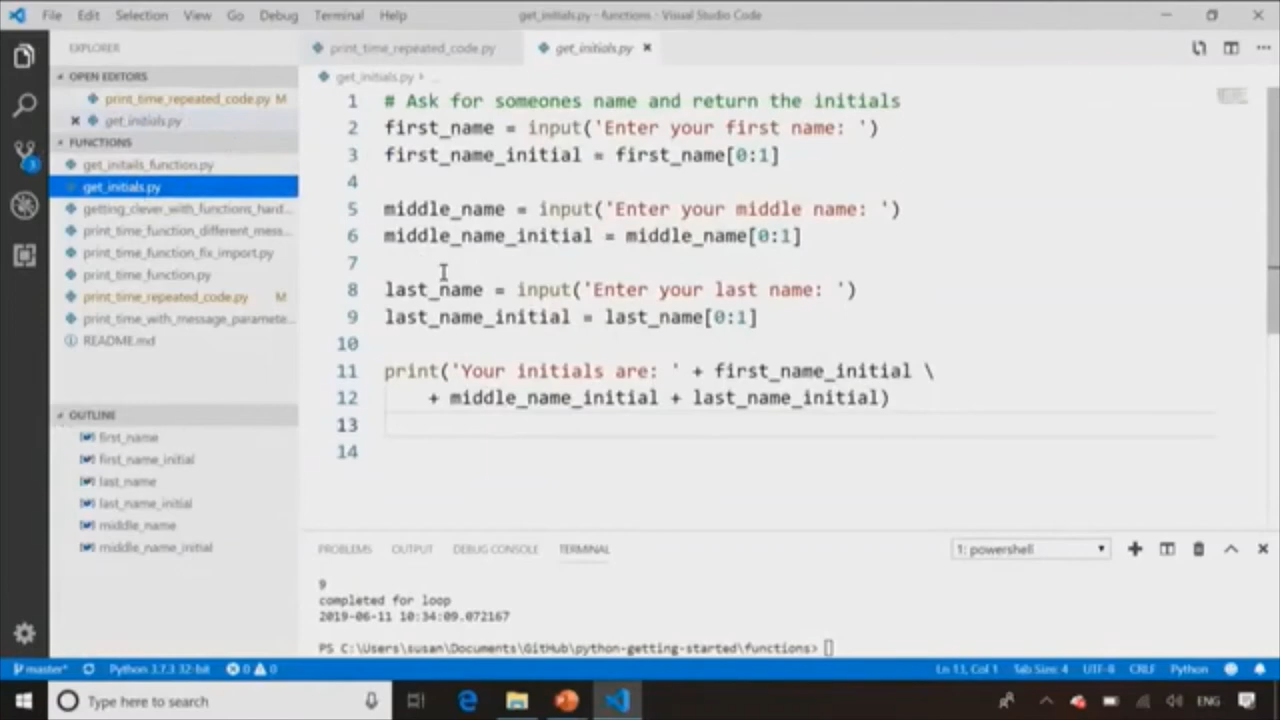 File Edit Selection View Go Debug Terminal Help get_initials.py - functions - Visual Studio Code
EXPLORER
OPEN EDITORS
print_time_repeated_code.py M
get_initials.py
FUNCTIONS
get_initails_function.py
get_initials.py
getting_clever_with_functions_hard...
print_time_function_different_mess...
print_time_function_fix_import.py
print_time_function.py
print_time_repeated_code.py M
print_time_with_message_paramete...
README.md
OUTLINE
first_name
first_name_initial
last_name
last_name_initial
middle_name
middle_name_initial
print_time_repeated_code.py get_initials.py
get_initials.py > ...
1 # Ask for someones name and return the initials
2 first_name = input('Enter your first name: ')
3 first_name_initial = first_name[0:1]
4
5 middle_name = input('Enter your middle name: ')
6 middle_name_initial = middle_name[0:1]
7
8 last_name = input('Enter your last name: ')
9 last_name_initial = last_name[0:1]
10
11 print('Your initials are: ' + first_name_initial \
12 + middle_name_initial + last_name_initial)
13
14
PROBLEMS OUTPUT DEBUG CONSOLE TERMINAL 1: powershell
9
completed for loop
2019-06-11 10:34:09.072167
PS C:\Users\susan\Documents\GitHub\python-getting-started\functions>
master* Python 3.7.3 32-bit 0 0 Ln 13, Col 1 Tab Size: 4 UTF-8 CRLF Python
Type here to search ENG